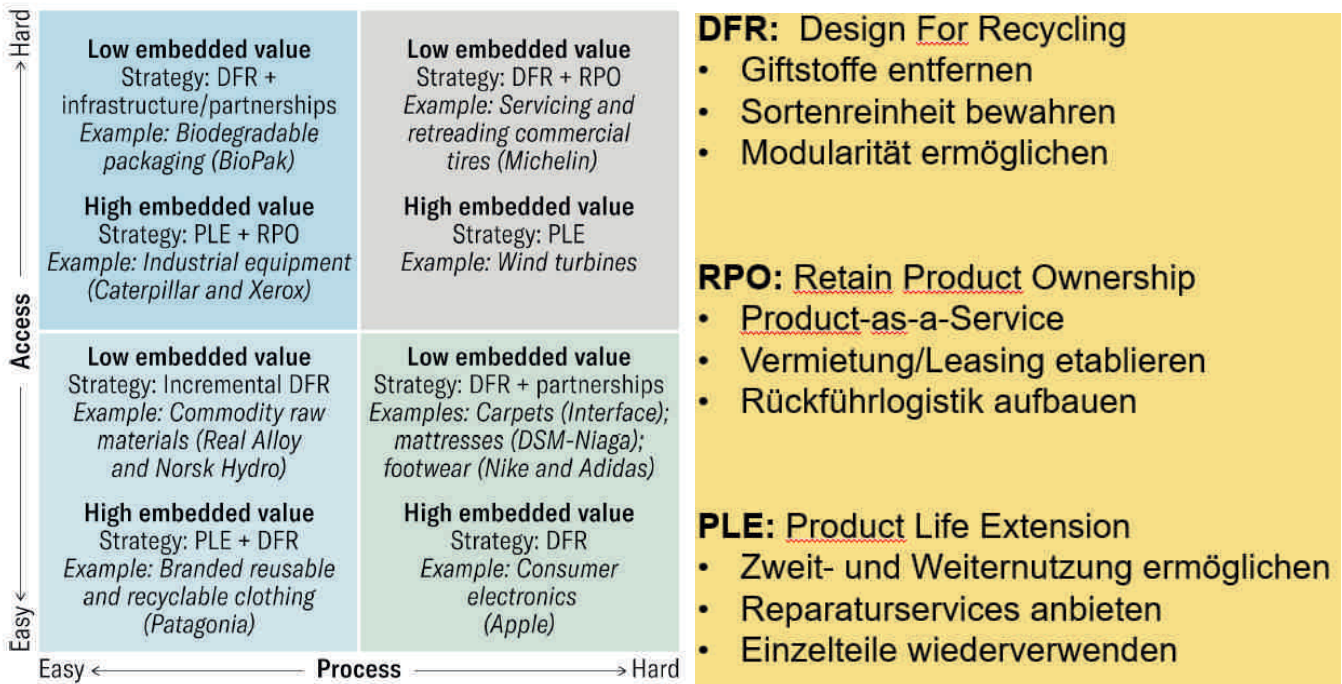 Hard
Access
Easy
Low embedded value
Strategy: DFR +
infrastructure/partnerships
Example: Biodegradable
packaging (BioPak)
High embedded value
Strategy: PLE + RPO
Example: Industrial equipment
(Caterpillar and Xerox)
Low embedded value
Strategy: DFR + RPO
Example: Servicing and
retreading commercial
tires (Michelin)
High embedded value
Strategy: PLE
Example: Wind turbines
Low embedded value
Strategy: Incremental DFR
Example: Commodity raw
materials (Real Alloy
and Norsk Hydro)
High embedded value
Strategy: PLE + DFR
Example: Branded reusable
and recyclable clothing
(Patagonia)
Low embedded value
Strategy: DFR + partnerships
Examples: Carpets (Interface);
mattresses (DSM-Niaga);
footwear (Nike and Adidas)
High embedded value
Strategy: DFR
Example: Consumer
electronics
(Apple)
Easy Process Hard
DFR: Design For Recycling
• Giftstoffe entfernen
• Sortenreinheit bewahren
• Modularität ermöglichen
RPO: Retain Product Ownership
• Product-as-a-Service
• Vermietung/Leasing etablieren
• Rückführlogistik aufbauen
PLE: Product Life Extension
• Zweit- und Weiternutzung ermöglichen
• Reparaturservices anbieten
• Einzelteile wiederverwenden